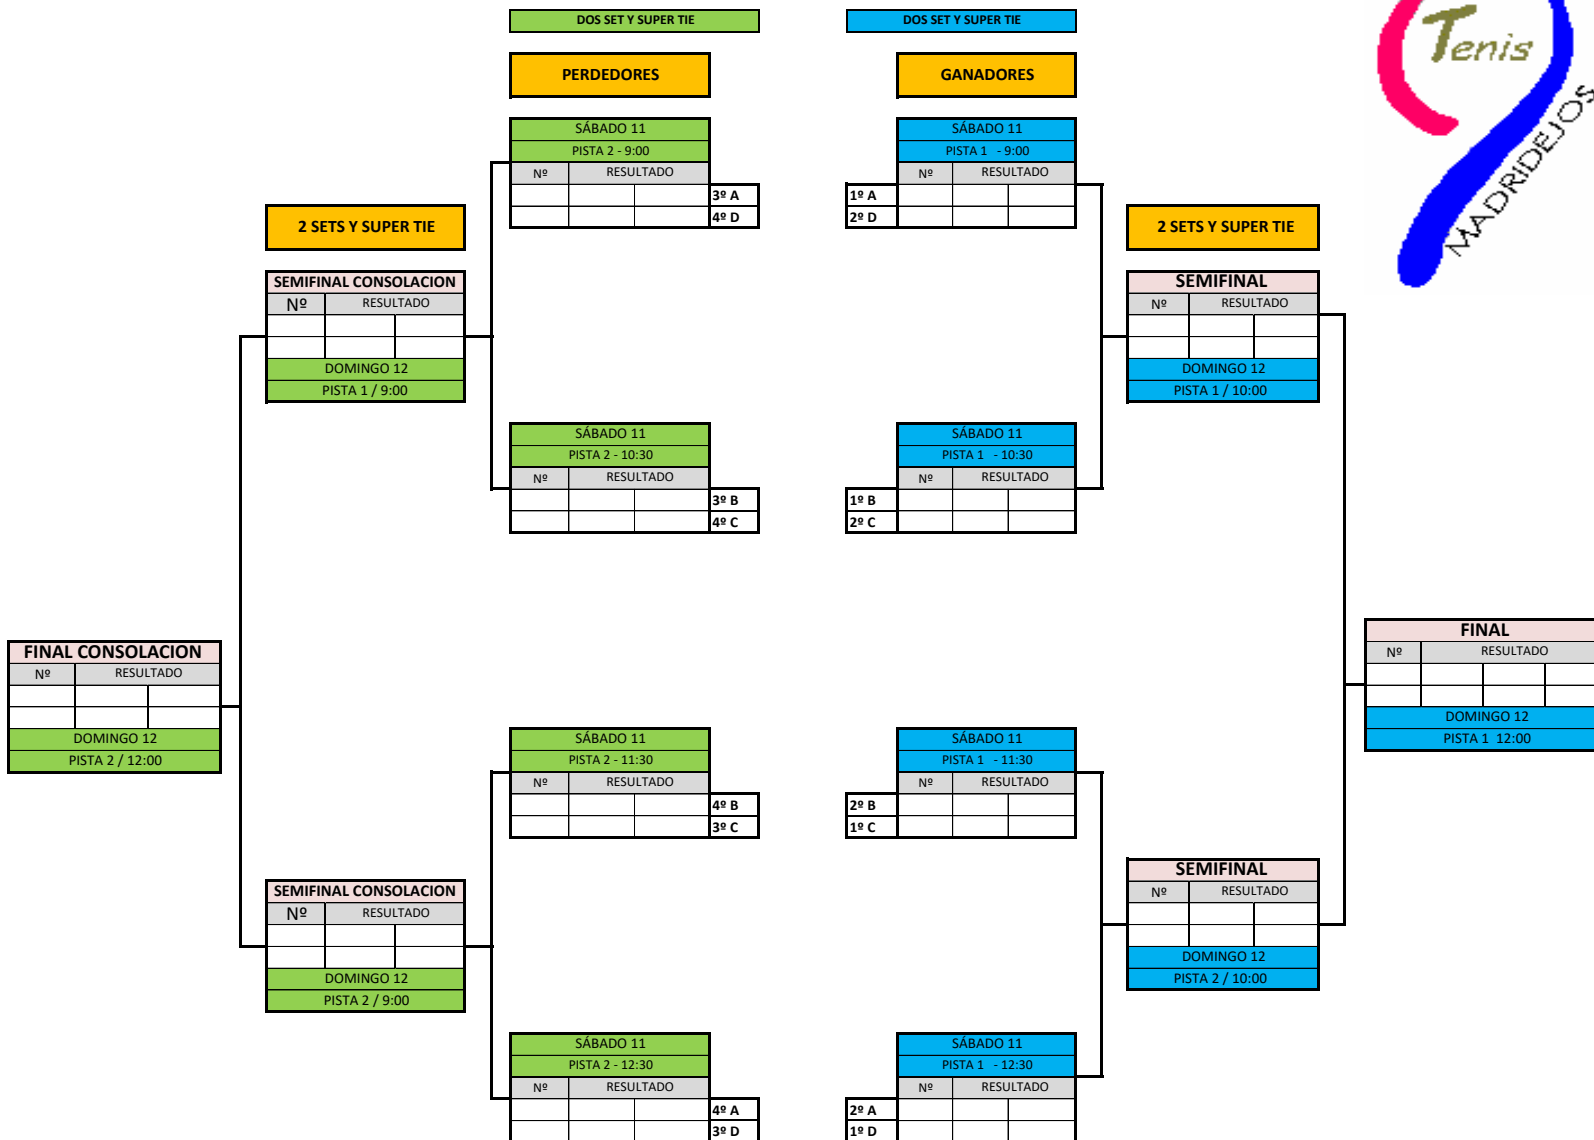 DOS SET Y SUPER TIE
DOS SET Y SUPER TIE
Tenis
MADRIDEJOS
PERDEDORES
GANADORES
SÁBADO 11
PISTA 2 - 9:00
Nº RESULTADO
3º A
4º D
SÁBADO 11
PISTA 1 - 9:00
Nº RESULTADO
1º A
2º D
2 SETS Y SUPER TIE
2 SETS Y SUPER TIE
SEMIFINAL CONSOLACION
Nº RESULTADO
DOMINGO 12
PISTA 1 / 9:00
SEMIFINAL
Nº RESULTADO
DOMINGO 12
PISTA 1 / 10:00
SÁBADO 11
PISTA 2 - 10:30
Nº RESULTADO
3º B
4º C
SÁBADO 11
PISTA 1 - 10:30
Nº RESULTADO
1º B
2º C
FINAL CONSOLACION
Nº RESULTADO
DOMINGO 12
PISTA 2 / 12:00
FINAL
Nº RESULTADO
DOMINGO 12
PISTA 1 12:00
SÁBADO 11
PISTA 2 - 11:30
Nº RESULTADO
4º B
3º C
SÁBADO 11
PISTA 1 - 11:30
Nº RESULTADO
2º B
1º C
SEMIFINAL CONSOLACION
Nº RESULTADO
DOMINGO 12
PISTA 2 / 9:00
SEMIFINAL
Nº RESULTADO
DOMINGO 12
PISTA 2 / 10:00
SÁBADO 11
PISTA 2 - 12:30
Nº RESULTADO
4º A
3º D
SÁBADO 11
PISTA 1 - 12:30
Nº RESULTADO
2º A
1º D